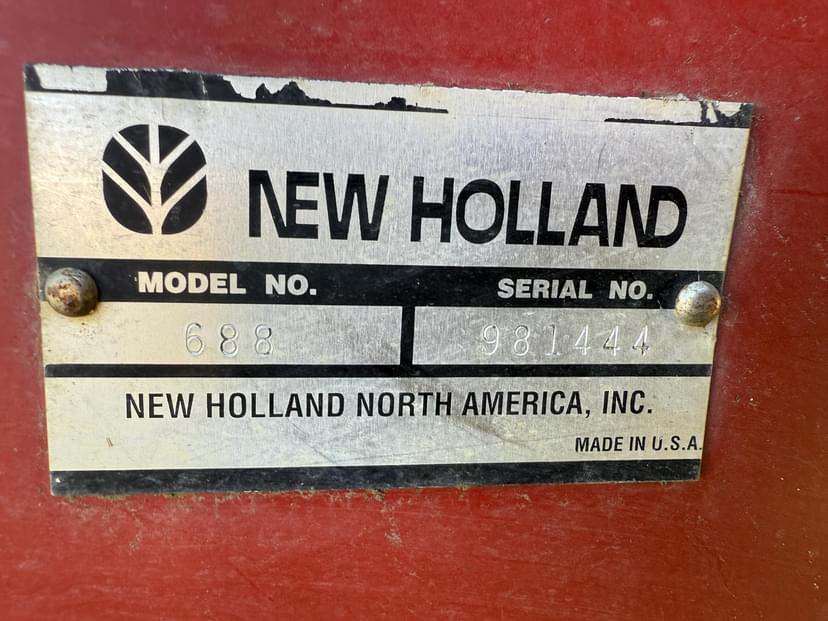 NEW HOLLAND
MODEL NO. SERIAL NO.
688 981444
NEW HOLLAND NORTH AMERICA, INC.
MADE IN U.S.A.